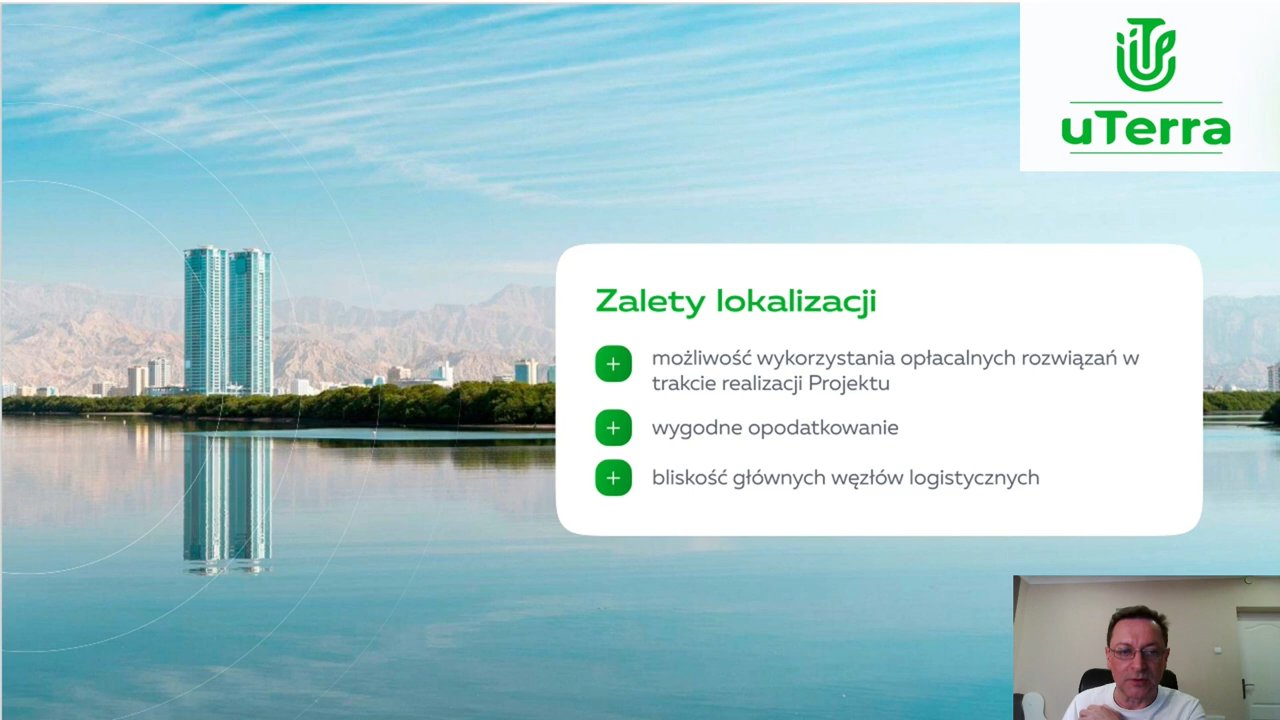 uTerra
Zalety lokalizacji
możliwość wykorzystania opłacalnych rozwiązań w
trakcie realizacji Projektu
wygodne opodatkowanie
bliskość głównych węzłów logistycznych